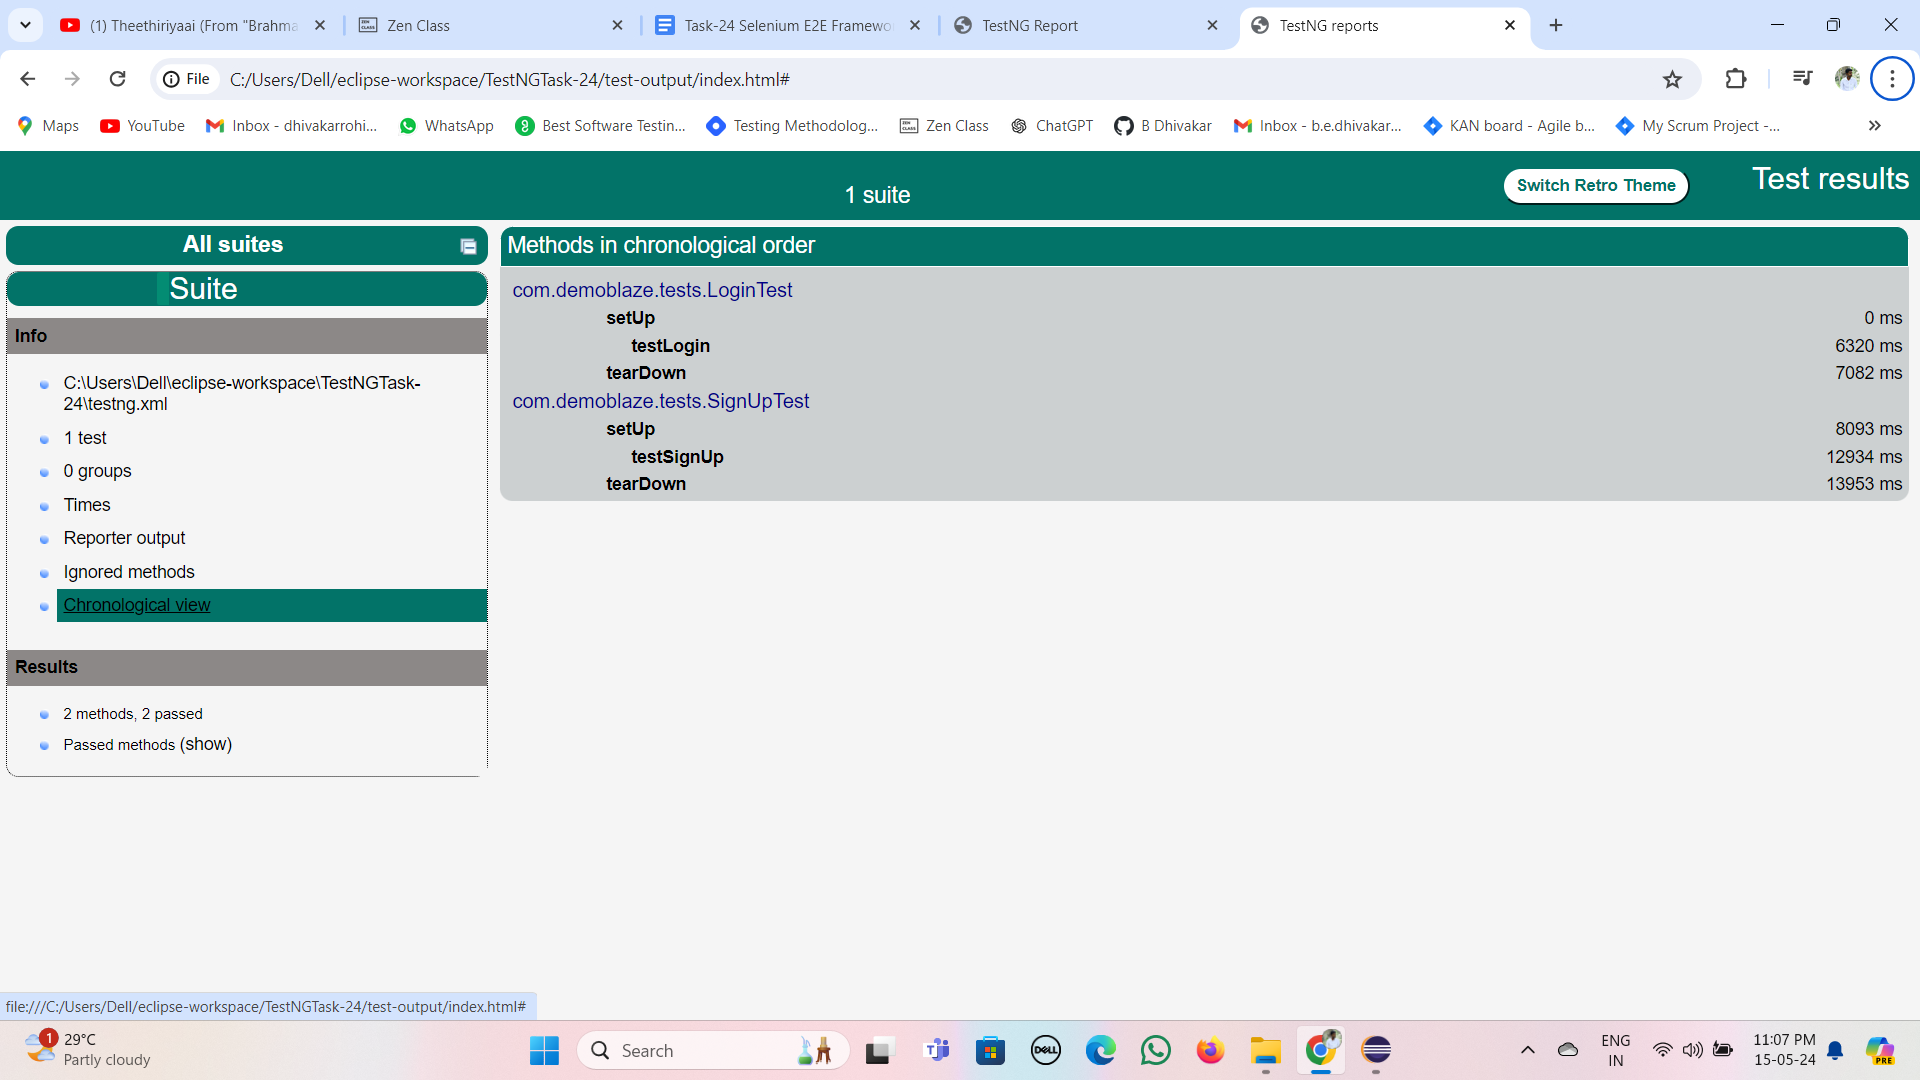 (1) Theethiriyaai (From "Brahma
Zen Class
Task-24 Selenium E2E Framewo
TestNG Report
TestNG reports
File
C:/Users/Dell/eclipse-workspace/TestNGTask-24/test-output/index.html#
Maps
YouTube
Inbox - dhivakarrohi...
WhatsApp
Best Software Testin...
Testing Methodolog...
Zen Class
ChatGPT
B Dhivakar
Inbox - b.e.dhivakar...
KAN board - Agile b...
My Scrum Project -...
1 suite
Switch Retro Theme
Test results
All suites
Suite
Info
C:\Users\Dell\eclipse-workspace\TestNGTask-
24\testng.xml
1 test
0 groups
Times
Reporter output
Ignored methods
Chronological view
Results
2 methods, 2 passed
Passed methods (show)
Methods in chronological order
com.demoblaze.tests.LoginTest
setUp 0 ms
testLogin 6320 ms
tearDown 7082 ms
com.demoblaze.tests.SignUpTest
setUp 8093 ms
testSignUp 12934 ms
tearDown 13953 ms
file:///C:/Users/Dell/eclipse-workspace/TestNGTask-24/test-output/index.html#
1
29°C
Partly cloudy
Search
DELL
ENG
IN
11:07 PM
15-05-24
PRE